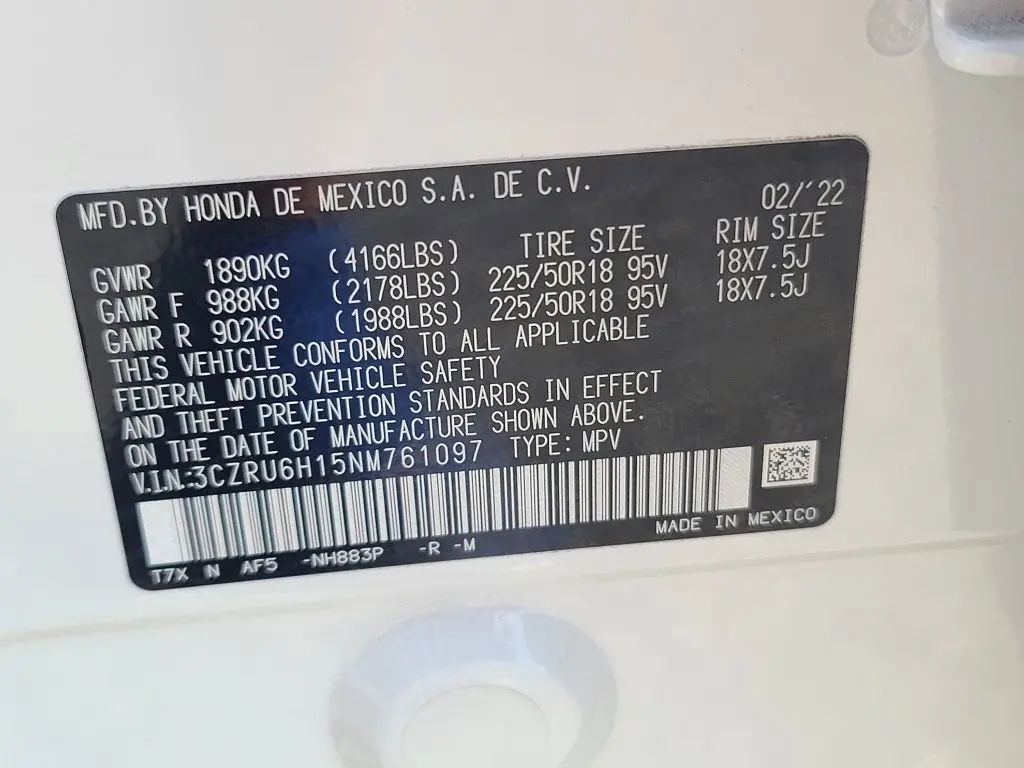 MFD.BY HONDA DE MEXICO S.A. DE C.V. 02/'22
TIRE SIZE RIM SIZE
GVWR 1890KG (4166LBS)
GAWR F 988KG (2178LBS) 225/50R18 95V 18X7.5J
GAWR R 902KG (1988LBS) 225/50R18 95V 18X7.5J
THIS VEHICLE CONFORMS TO ALL APPLICABLE
FEDERAL MOTOR VEHICLE SAFETY
AND THEFT PREVENTION STANDARDS IN EFFECT
ON THE DATE OF MANUFACTURE SHOWN ABOVE.
V.I.N:3CZRU6H15NM761097 TYPE: MPV
MADE IN MEXICO
T7X N AF5 -NH883P -R -M